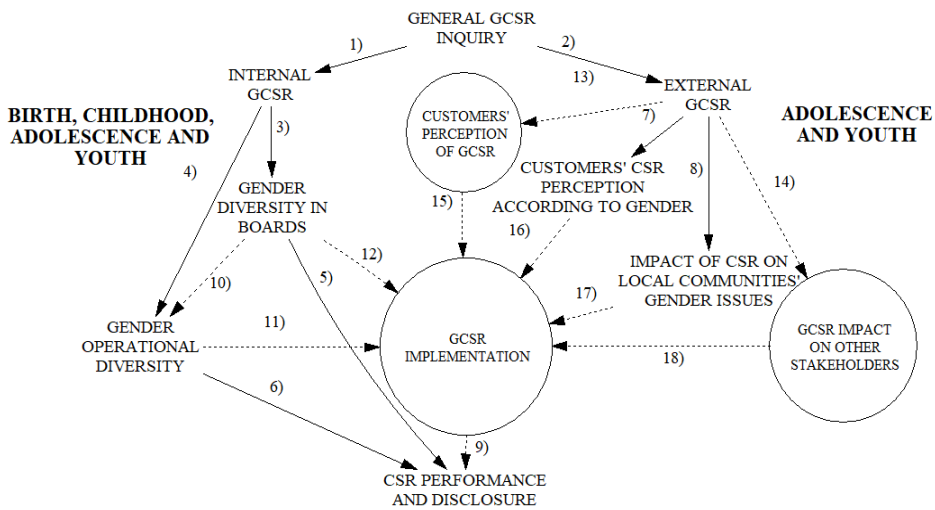 GENERAL GCSR
INQUIRY
1)
2)
13)
INTERNAL
GCSR
EXTERNAL
GCSR
BIRTH, CHILDHOOD,
ADOLESCENCE AND
YOUTH
ADOLESCENCE
AND YOUTH
3)
4)
CUSTOMERS'
PERCEPTION
OF GCSR
7)
8)
14)
CUSTOMERS' CSR
PERCEPTION
ACCORDING TO GENDER
GENDER
DIVERSITY IN
BOARDS
15)
16)
12)
5)
10)
IMPACT OF CSR ON
LOCAL COMMUNITIES'
GENDER ISSUES
17)
GENDER
OPERATIONAL
DIVERSITY
11)
GCSR
IMPLEMENTATION
18)
GCSR IMPACT
ON OTHER
STAKEHOLDERS
6)
9)
CSR PERFORMANCE
AND DISCLOSURE